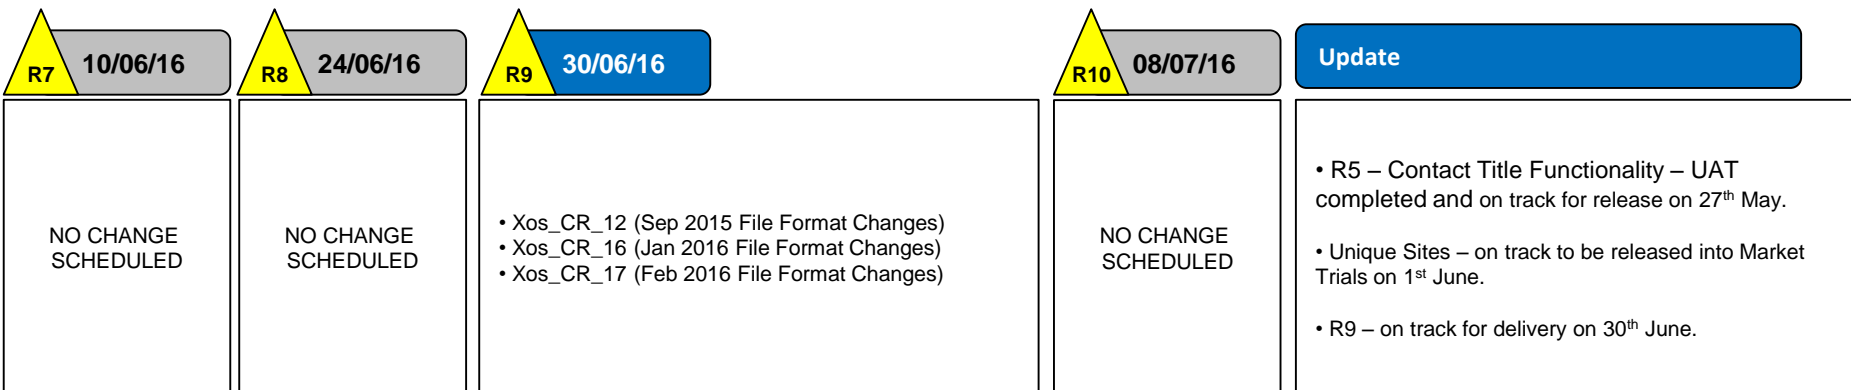 R7 10/06/16
NO CHANGE
SCHEDULED
R8 24/06/16
NO CHANGE
SCHEDULED
R9 30/06/16
• Xos_CR_12 (Sep 2015 File Format Changes)
• Xos_CR_16 (Jan 2016 File Format Changes)
• Xos_CR_17 (Feb 2016 File Format Changes)
R10 08/07/16
NO CHANGE
SCHEDULED
Update
• R5 – Contact Title Functionality – UAT
completed and on track for release on 27th May.
• Unique Sites – on track to be released into Market
Trials on 1st June.
• R9 – on track for delivery on 30th June.